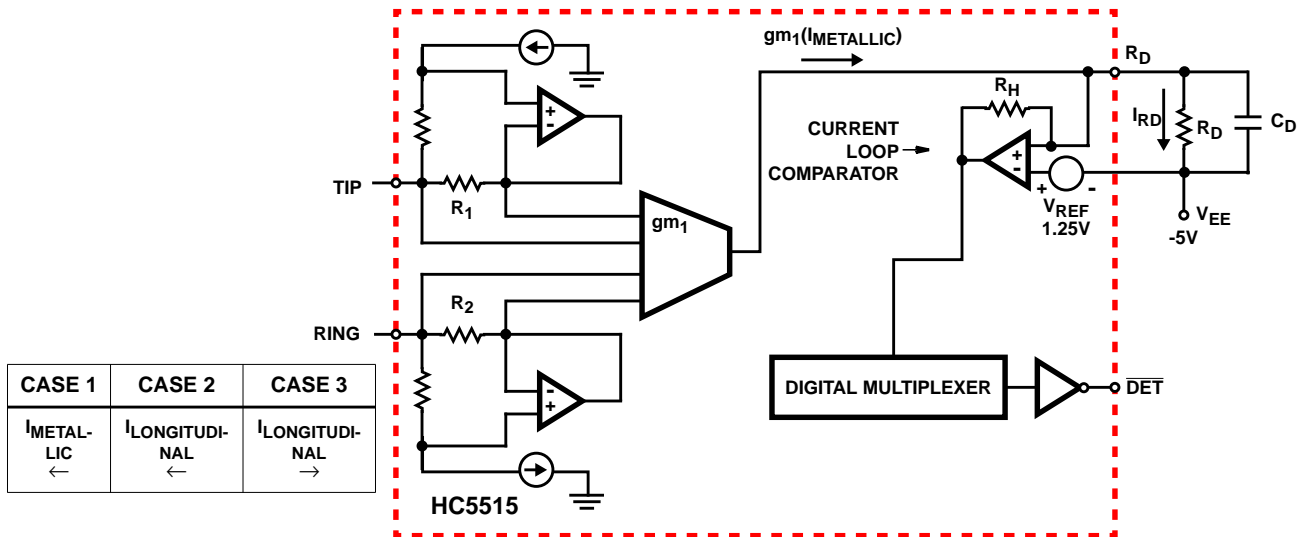 gm1(IMETALLIC)
RD
RH
IRD
RD
CD
CURRENT
LOOP →
COMPARATOR
+
-
+
-
+
-
VREF
1.25V
VEE
-5V
TIP
R1
gm1
R2
RING
-
+
DIGITAL MULTIPLEXER
DET
HC5515
CASE 1 CASE 2 CASE 3
IMETAL- ILONGITUDI- ILONGITUDI-
LIC NAL NAL
← ← →